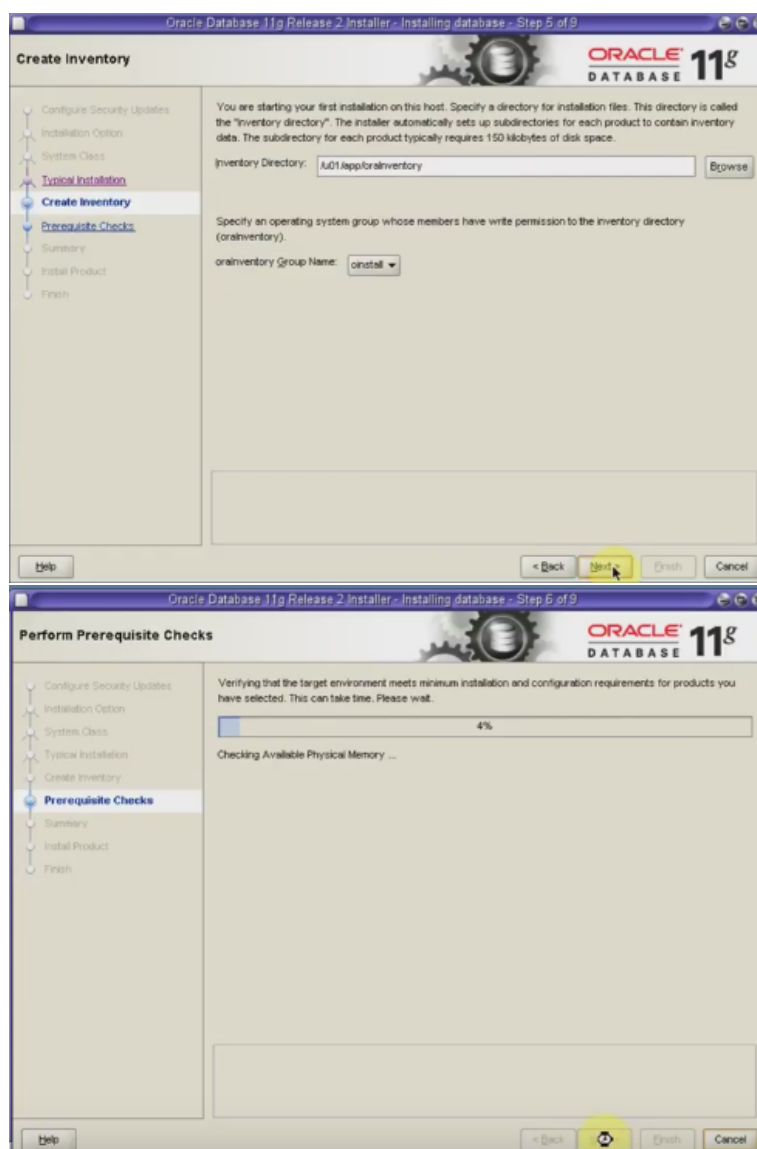 Oracle Database 11g Release 2 Installer - Installing database - Step 5 of 9
Create Inventory
ORACLE
DATABASE
11g
Configure Security Updates
Installation Option
System Class
Typical Installation
Create Inventory
Prerequisite Checks
Summary
Install Product
Finish
You are starting your first installation on this host. Specify a directory for installation files. This directory is called
the "inventory directory". The installer automatically sets up subdirectories for each product to contain inventory
data. The subdirectory for each product typically requires 150 kilobytes of disk space.
Inventory Directory: /u01/app/oraInventory Browse
Specify an operating system group whose members have write permission to the inventory directory
(oraInventory).
oraInventory Group Name: oinstall
Help < Back Next > Finish Cancel
Oracle Database 11g Release 2 Installer - Installing database - Step 6 of 9
Perform Prerequisite Checks
ORACLE
DATABASE
11g
Configure Security Updates
Installation Option
System Class
Typical Installation
Create Inventory
Prerequisite Checks
Summary
Install Product
Finish
Verifying that the target environment meets minimum installation and configuration requirements for products you
have selected. This can take time. Please wait.
4%
Checking Available Physical Memory ...
Help < Back Finish Cancel